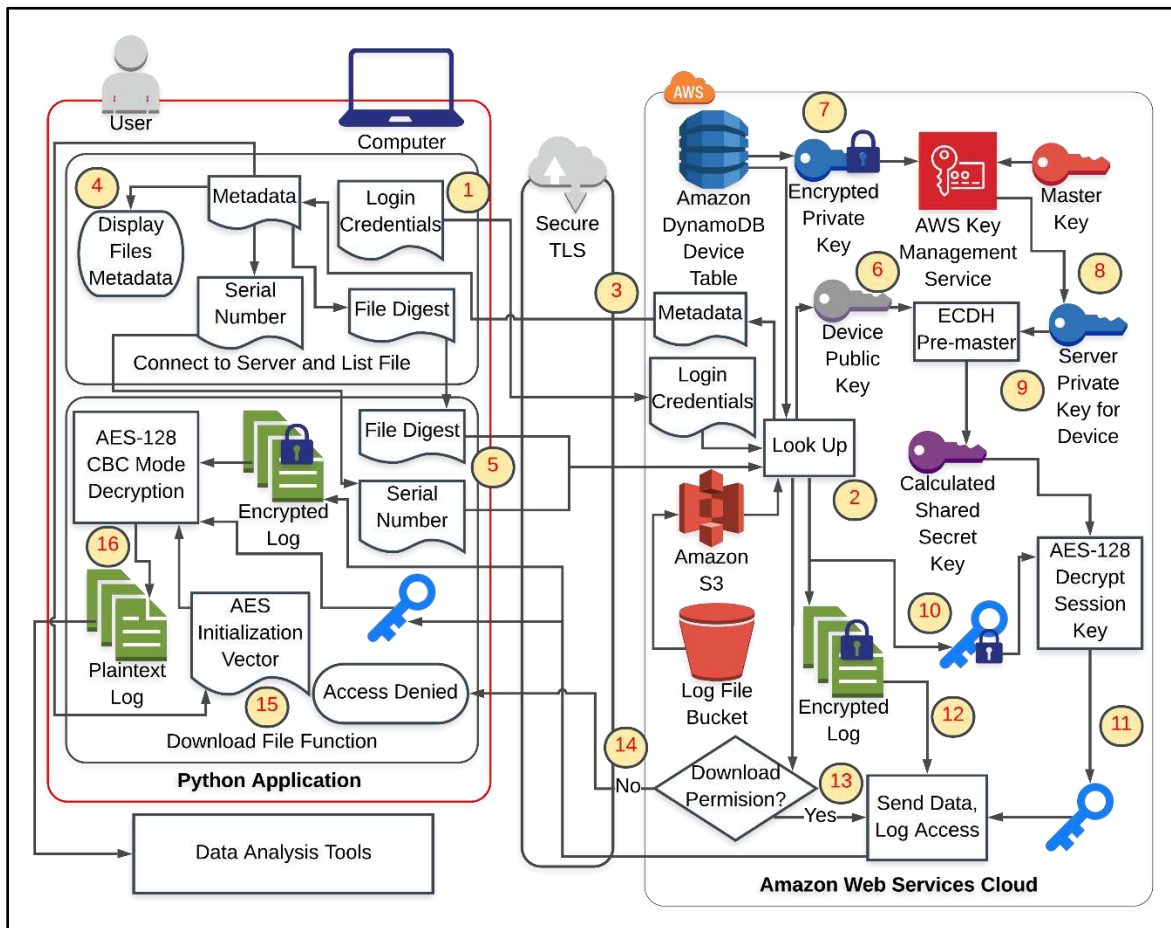 User
Computer
4
Metadata
Login
Credentials
1
Display
Files
Metadata
Serial
Number
File Digest
Connect to Server and List File
AES-128
CBC Mode
Decryption
Encrypted
Log
File Digest
5
Serial
Number
16
Plaintext
Log
AES
Initialization
Vector
15
Access Denied
Download File Function
Python Application
Data Analysis Tools
Secure
TLS
3
14
AWS
Amazon
DynamoDB
Device
Table
7
Encrypted
Private
Key
AWS Key
Management
Service
Master
Key
Metadata
6
Device
Public
Key
ECDH
Pre-master
8
Server
Private
Key for
Device
9
Login
Credentials
Look Up
2
Calculated
Shared
Secret
Key
Amazon
S3
Log File
Bucket
Encrypted
Log
10
AES-128
Decrypt
Session
Key
12
11
No
Download
Permision?
13
Yes
Send Data,
Log Access
Amazon Web Services Cloud